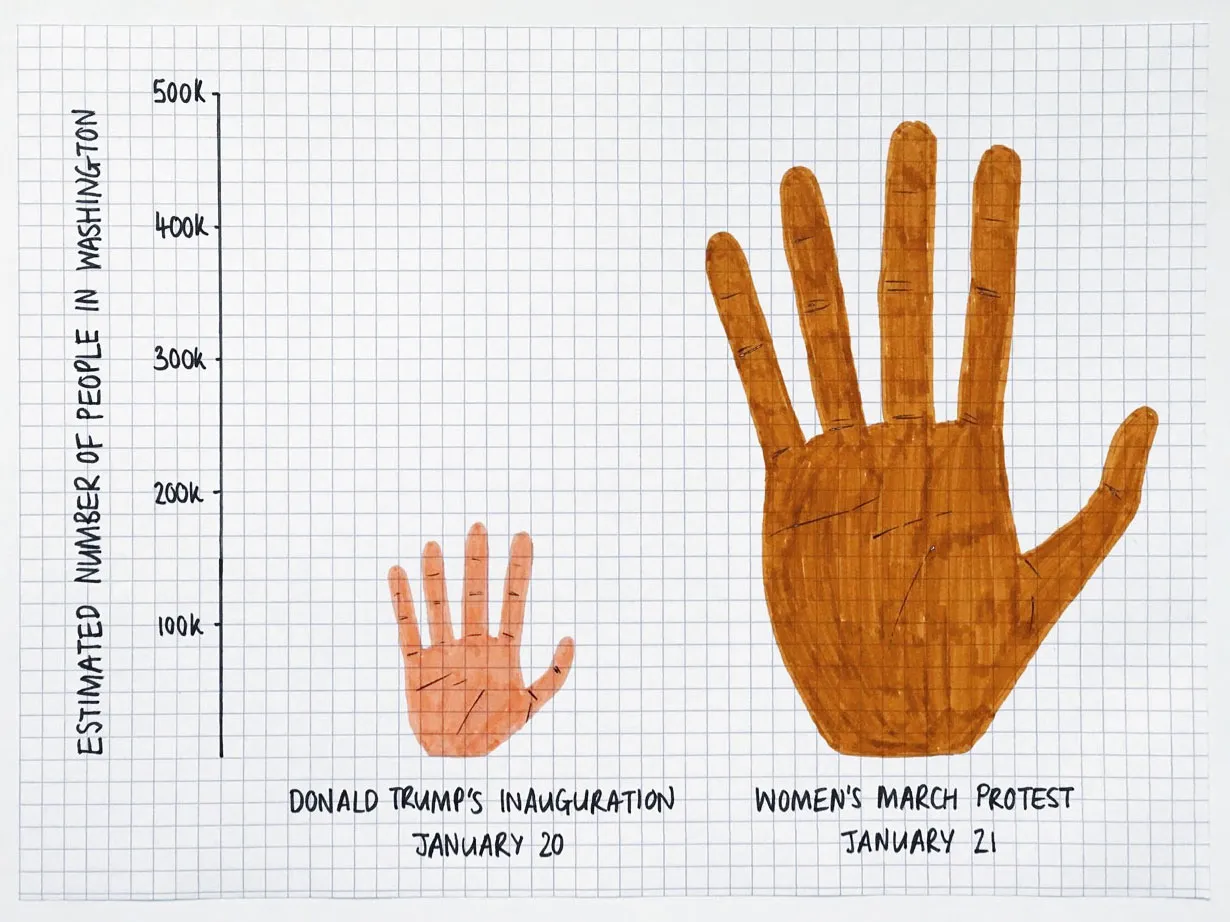 500K
400K
300K
200K
100K
ESTIMATED NUMBER OF PEOPLE IN WASHINGTON
DONALD TRUMP'S INAUGURATION
JANUARY 20
WOMEN'S MARCH PROTEST
JANUARY 21